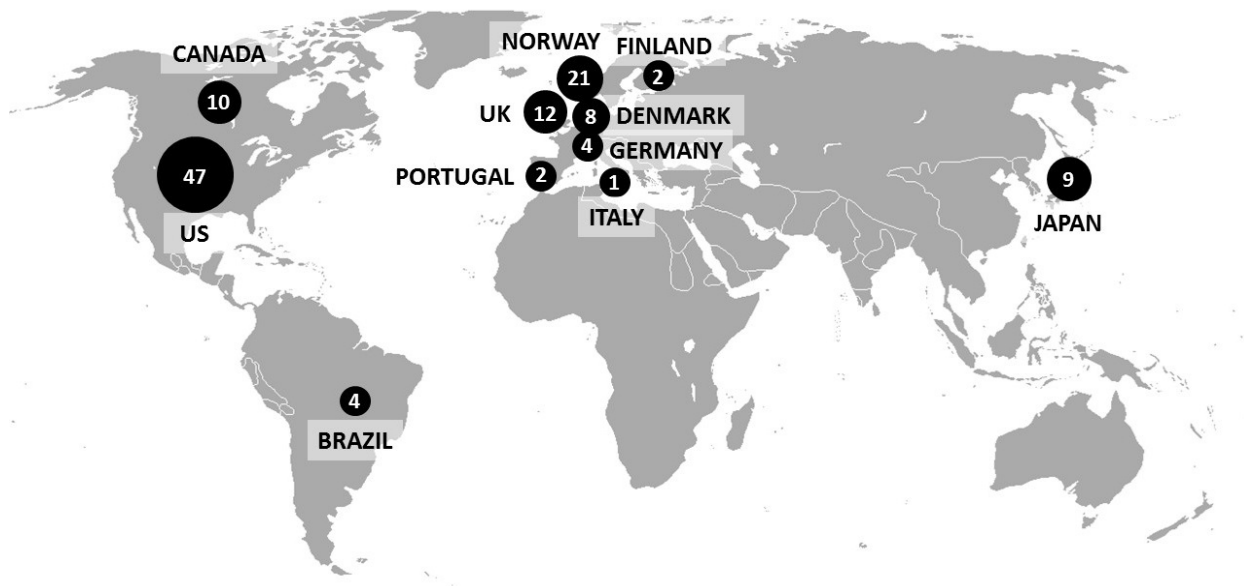 CANADA
10
47
US
NORWAY
21
FINLAND
2
UK
12
8
DENMARK
4
GERMANY
PORTUGAL
2
1
ITALY
9
JAPAN
4
BRAZIL